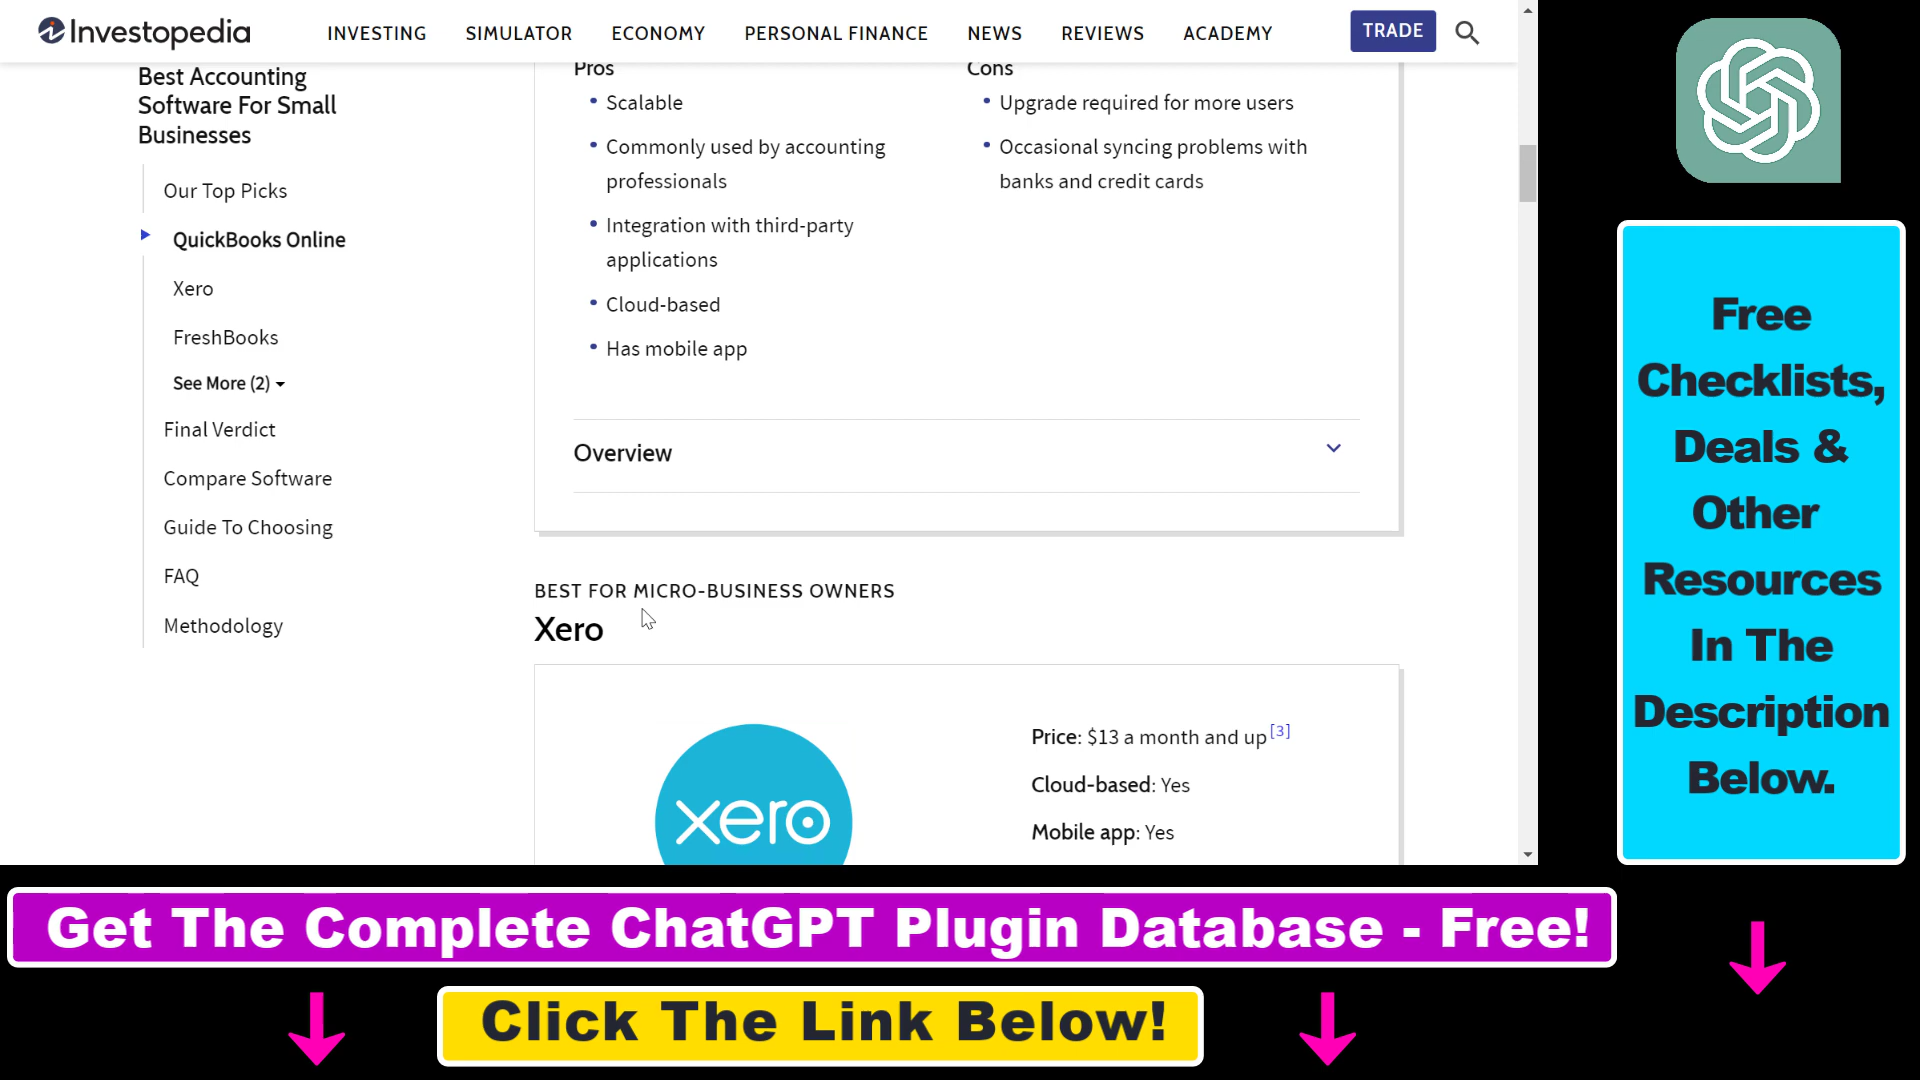 Investopedia
INVESTING SIMULATOR ECONOMY PERSONAL FINANCE NEWS REVIEWS ACADEMY TRADE
Best Accounting
Software For Small
Businesses
Our Top Picks
QuickBooks Online
Xero
FreshBooks
See More (2)
Final Verdict
Compare Software
Guide To Choosing
FAQ
Methodology
Pros
• Scalable
• Commonly used by accounting
professionals
• Integration with third-party
applications
• Cloud-based
• Has mobile app
Cons
• Upgrade required for more users
• Occasional syncing problems with
banks and credit cards
Overview
BEST FOR MICRO-BUSINESS OWNERS
Xero
xero
Price: $13 a month and up[3]
Cloud-based: Yes
Mobile app: Yes
Free
Checklists,
Deals &
Other
Resources
In The
Description
Below.
Get The Complete ChatGPT Plugin Database - Free!
Click The Link Below!